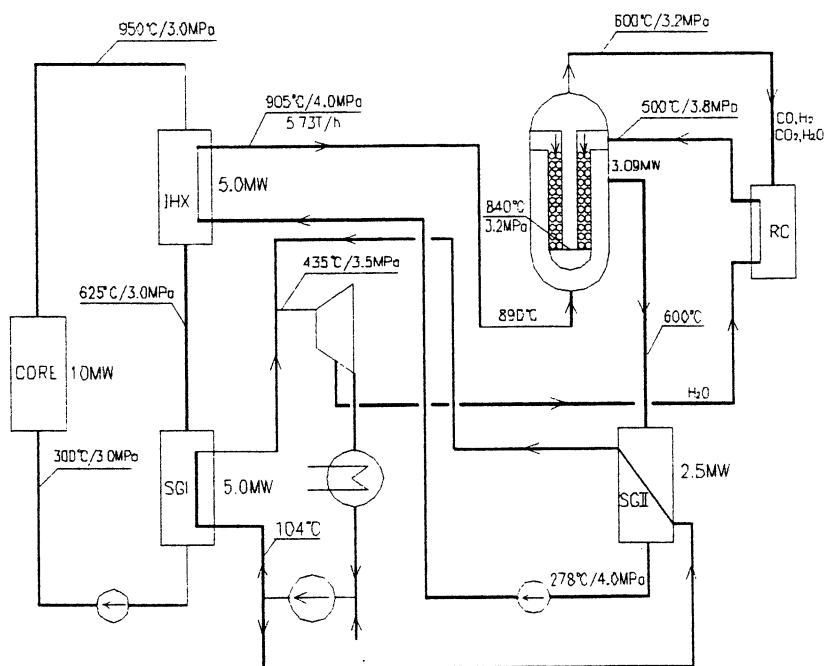 950°C/3.0MPa
600°C/3.2MPa
905°C/4.0MPa
5.73T/h
500°C/3.8MPa
CO,H₂
CO₂,H₂O
3.09MW
IHX
5.0MW
840°C
3.2MPa
RC
435°C/3.5MPa
625°C/3.0MPa
890°C
600°C
CORE
10MW
H₂O
300°C/3.0MPa
SGI
5.0MW
SGII
2.5MW
104°C
278°C/4.0MPa